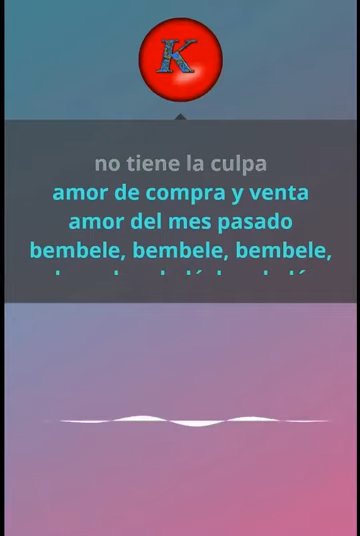 K
no tiene la culpa
amor de compra y venta
amor del mes pasado
bembele, bembele, bembele,